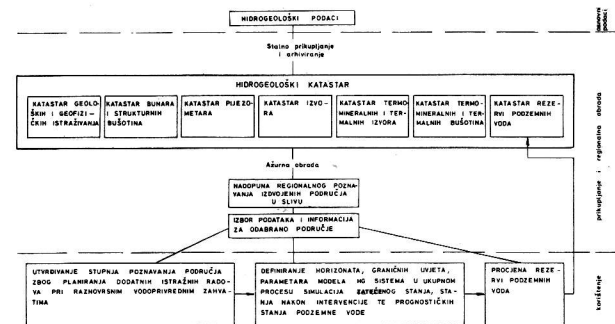 HIDROGEOLOŠKI PODACI
osnovni
podaci
Stalno prikupljanje
i arhiviranje
HIDROGEOLOŠKI KATASTAR
KATASTAR GEOLO-
ŠKIH I GEOFIZI-
ČKIH ISTRAŽIVANJA
KATASTAR BUNARA
I STRUKTURNIH
BUŠOTINA
KATASTAR PIJEZO-
METARA
KATASTAR IZVO-
RA
KATASTAR TERMO-
MINERALNIH I TER-
MALNIH IZVORA
KATASTAR TERMO-
MINERALNIH I TER-
MALNIH BUŠOTINA
KATASTAR REZE-
RVI PODZEMNIH
VODA
prikupljanje i regionalna obrada
Ažurna obrada
NADOPUNA REGIONALNOG POZNA-
VANJA IZDVOJENIH PODRUČJA
U SLIVU
IZBOR PODATAKA I INFORMACIJA
ZA ODABRANO PODRUČJE
UTVRĐIVANJE STUPNJA POZNAVANJA PODRUČJA
ZBOG PLANIRANJA DODATNIH ISTRAŽNIH RADO-
VA PRI RAZNOVRSNIM VODOPRIVREDNIM ZAHVA-
TIMA
DEFINIRANJE HORIZONATA, GRANIČNIH UVJETA,
PARAMETARA MODELA HG SISTEMA U UKUPNOM
PROCESU SIMULACIJA ZATEČENOG STANJA, STA-
NJA NAKON INTERVENCIJE TE PROGNOSTIČKIH
STANJA PODZEMNE VODE
PROCJENA REZE-
RVI PODZEMNIH
VODA
korištenje